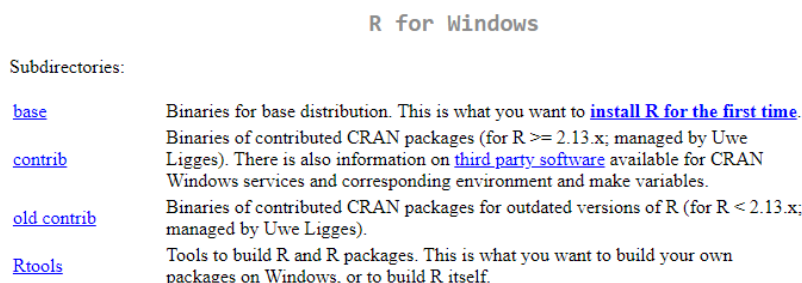 R for Windows
Subdirectories:
base
Binaries for base distribution. This is what you want to install R for the first time.
contrib
Binaries of contributed CRAN packages (for R >= 2.13.x; managed by Uwe
Ligges). There is also information on third party software available for CRAN
Windows services and corresponding environment and make variables.
old contrib
Binaries of contributed CRAN packages for outdated versions of R (for R < 2.13.x;
managed by Uwe Ligges).
Rtools
Tools to build R and R packages. This is what you want to build your own
packages on Windows, or to build R itself.